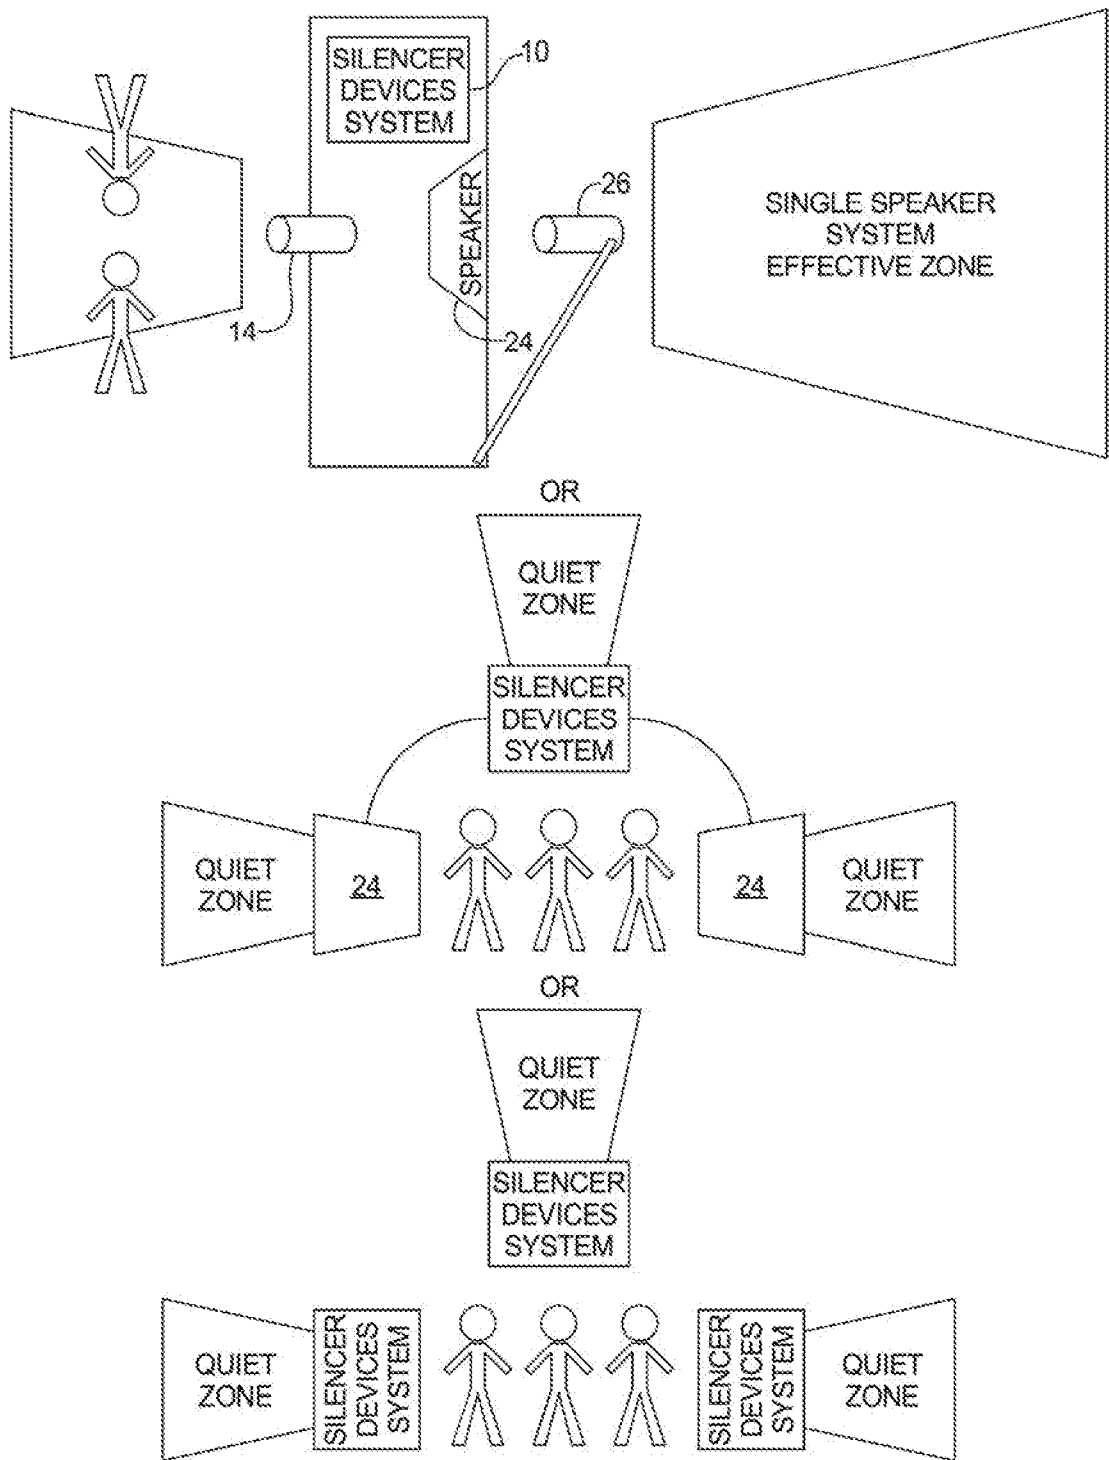 SILENCER
DEVICES
SYSTEM
10
SPEAKER
14
24
26
SINGLE SPEAKER
SYSTEM
EFFECTIVE ZONE
OR
QUIET
ZONE
SILENCER
DEVICES
SYSTEM
QUIET
ZONE
24
24
QUIET
ZONE
OR
QUIET
ZONE
SILENCER
DEVICES
SYSTEM
QUIET
ZONE
SILENCER
DEVICES
SYSTEM
SILENCER
DEVICES
SYSTEM
QUIET
ZONE